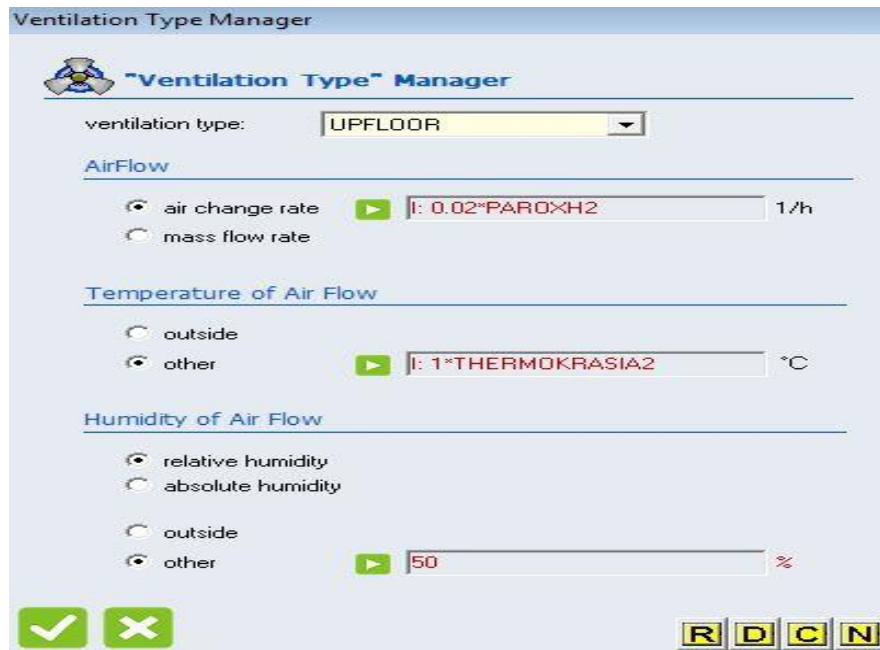 Ventilation Type Manager
"Ventilation Type" Manager
ventilation type: UPFLOOR
AirFlow
air change rate I: 0.02*PAROXH2 1/h
mass flow rate
Temperature of Air Flow
outside
other I: 1*THERMOKRASIA2 °C
Humidity of Air Flow
relative humidity
absolute humidity
outside
other 50 %
R D C N